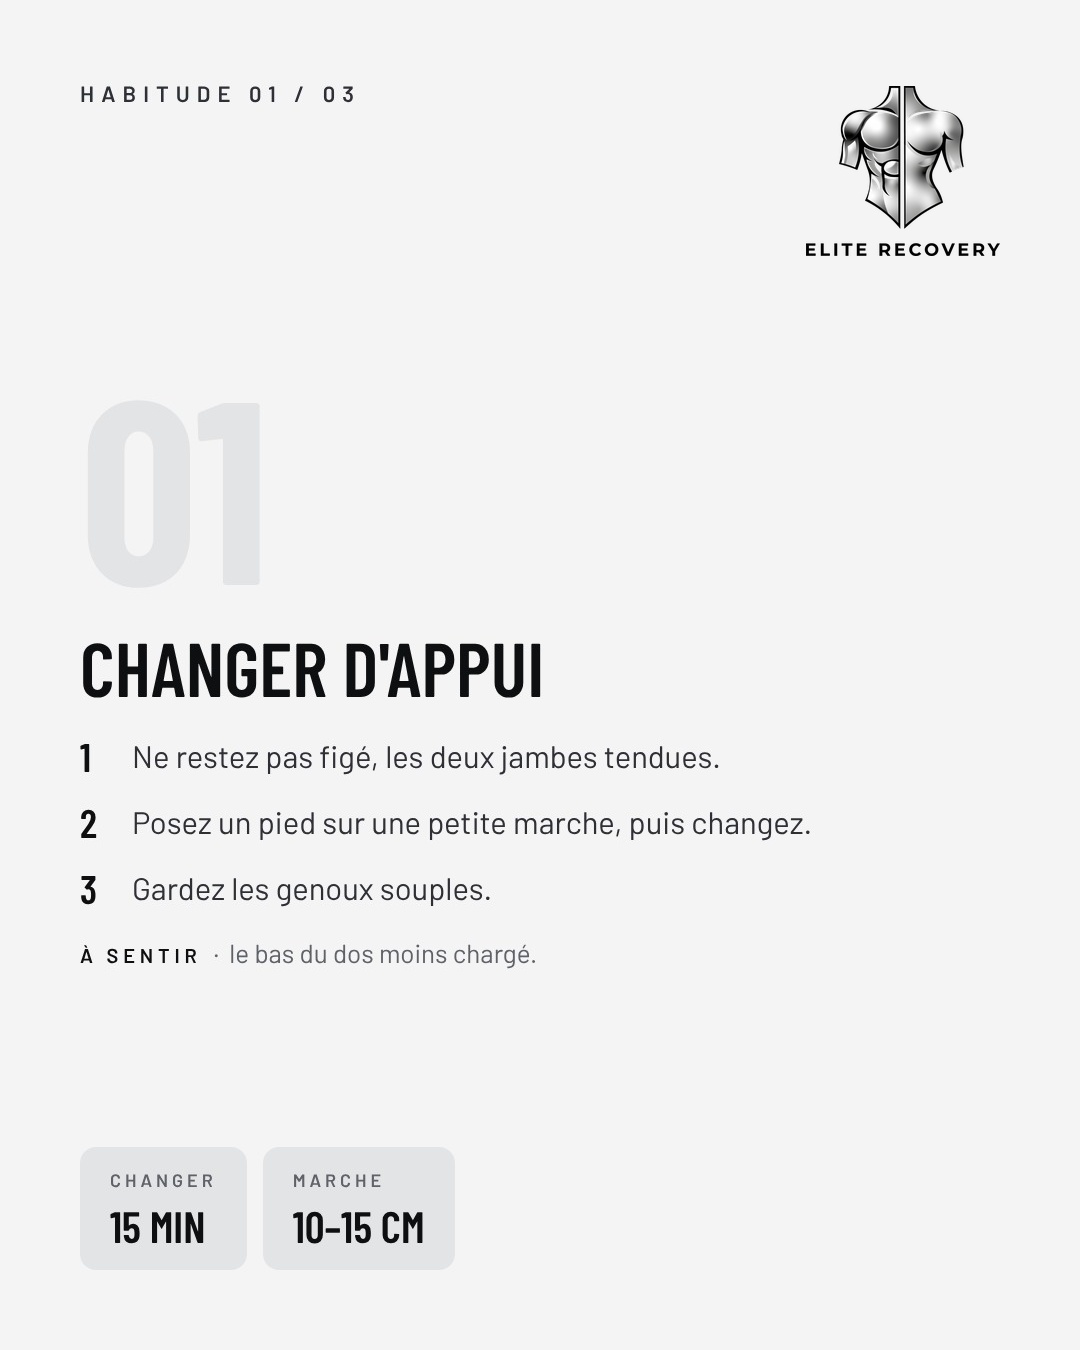 HABITUDE 01 / 03
ELITE RECOVERY
01
CHANGER D'APPUI
1 Ne restez pas figé, les deux jambes tendues.
2 Posez un pied sur une petite marche, puis changez.
3 Gardez les genoux souples.
À SENTIR · le bas du dos moins chargé.
CHANGER
15 MIN
MARCHE
10–15 CM